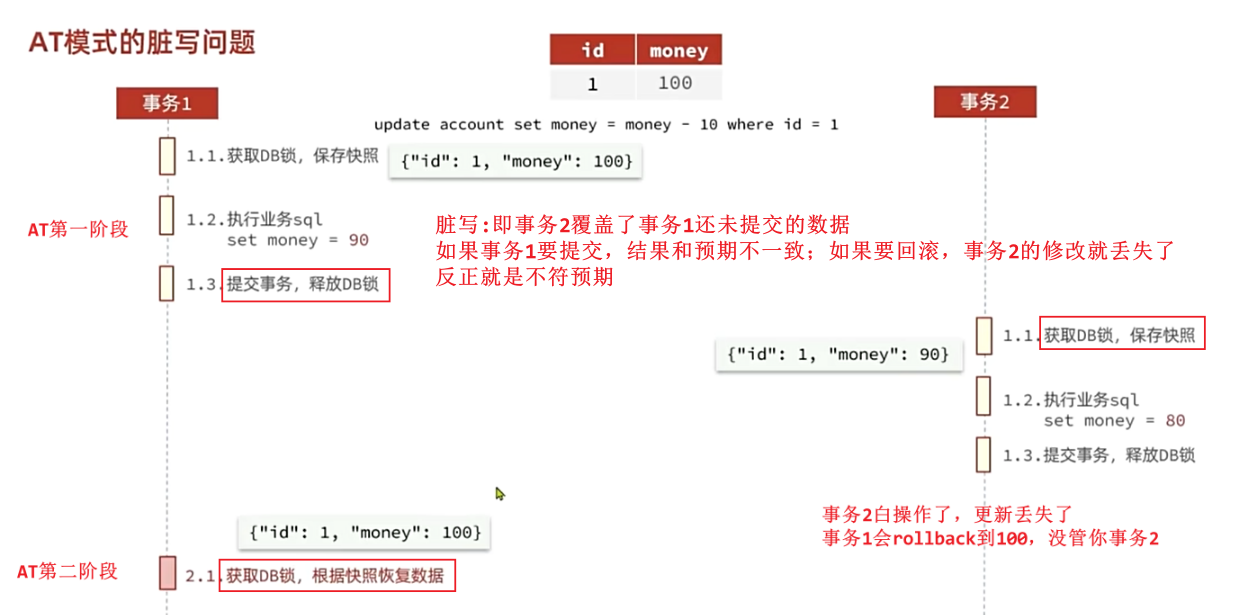 AT模式的脏写问题
id money
1 100
事务1
事务2
update account set money = money - 10 where id = 1
1.1.获取DB锁，保存快照
{"id": 1, "money": 100}
AT第一阶段
1.2.执行业务sql
set money = 90
脏写:即事务2覆盖了事务1还未提交的数据
如果事务1要提交，结果和预期不一致；如果要回滚，事务2的修改就丢失了
反正就是不符预期
1.3.提交事务，释放DB锁
1.1.获取DB锁，保存快照
{"id": 1, "money": 90}
1.2.执行业务sql
set money = 80
1.3.提交事务，释放DB锁
事务2白操作了，更新丢失了
事务1会rollback到100，没管你事务2
{"id": 1, "money": 100}
AT第二阶段
2.1.获取DB锁，根据快照恢复数据